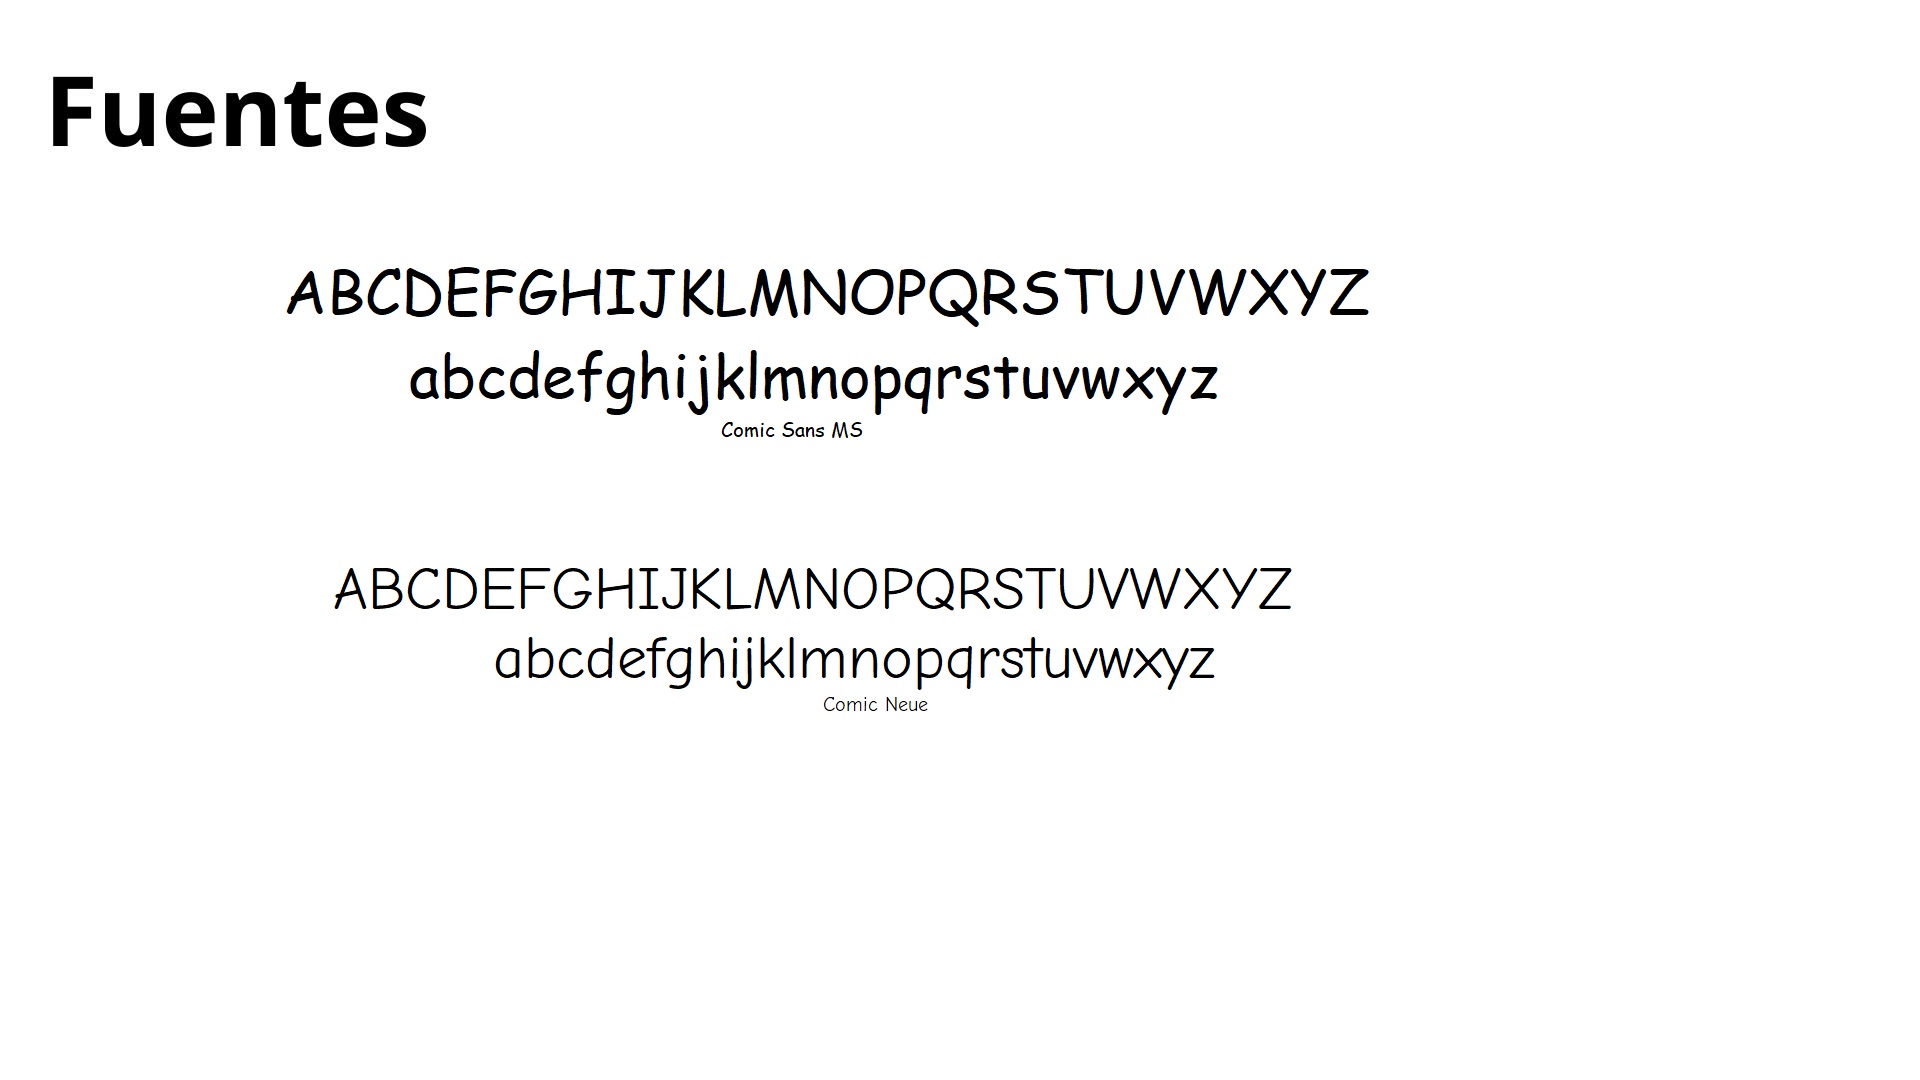 Fuentes
ABCDEFGHIJKLMNOPQRSTUVWXYZ
abcdefghijklmnopqrstuvwxyz
Comic Sans MS
ABCDEFGHIJKLMNOPQRSTUVWXYZ
abcdefghijklmnopqrstuvwxyz
Comic Neue